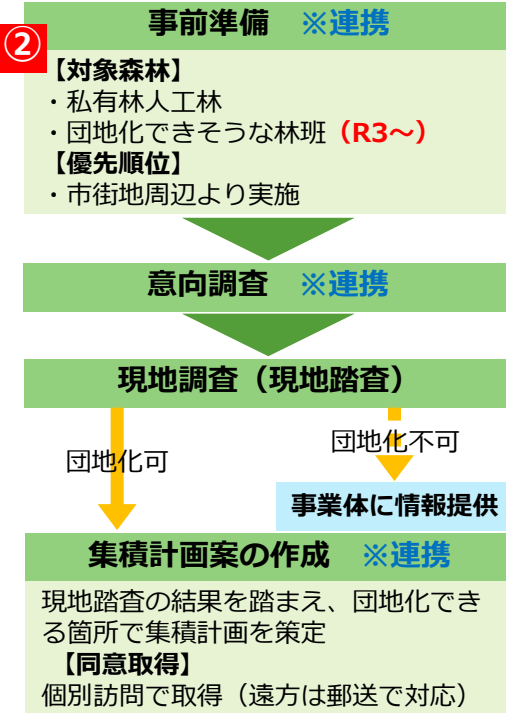 事前準備　※連携
②
【対象森林】
・私有林人工林
・団地化できそうな林班（R3～）
【優先順位】
・市街地周辺より実施
意向調査　※連携
現地調査（現地踏査）
団地化可
団地化不可
事業体に情報提供
集積計画案の作成　※連携
現地踏査の結果を踏まえ、団地化でき
る箇所で集積計画を策定
【同意取得】
個別訪問で取得（遠方は郵送で対応）